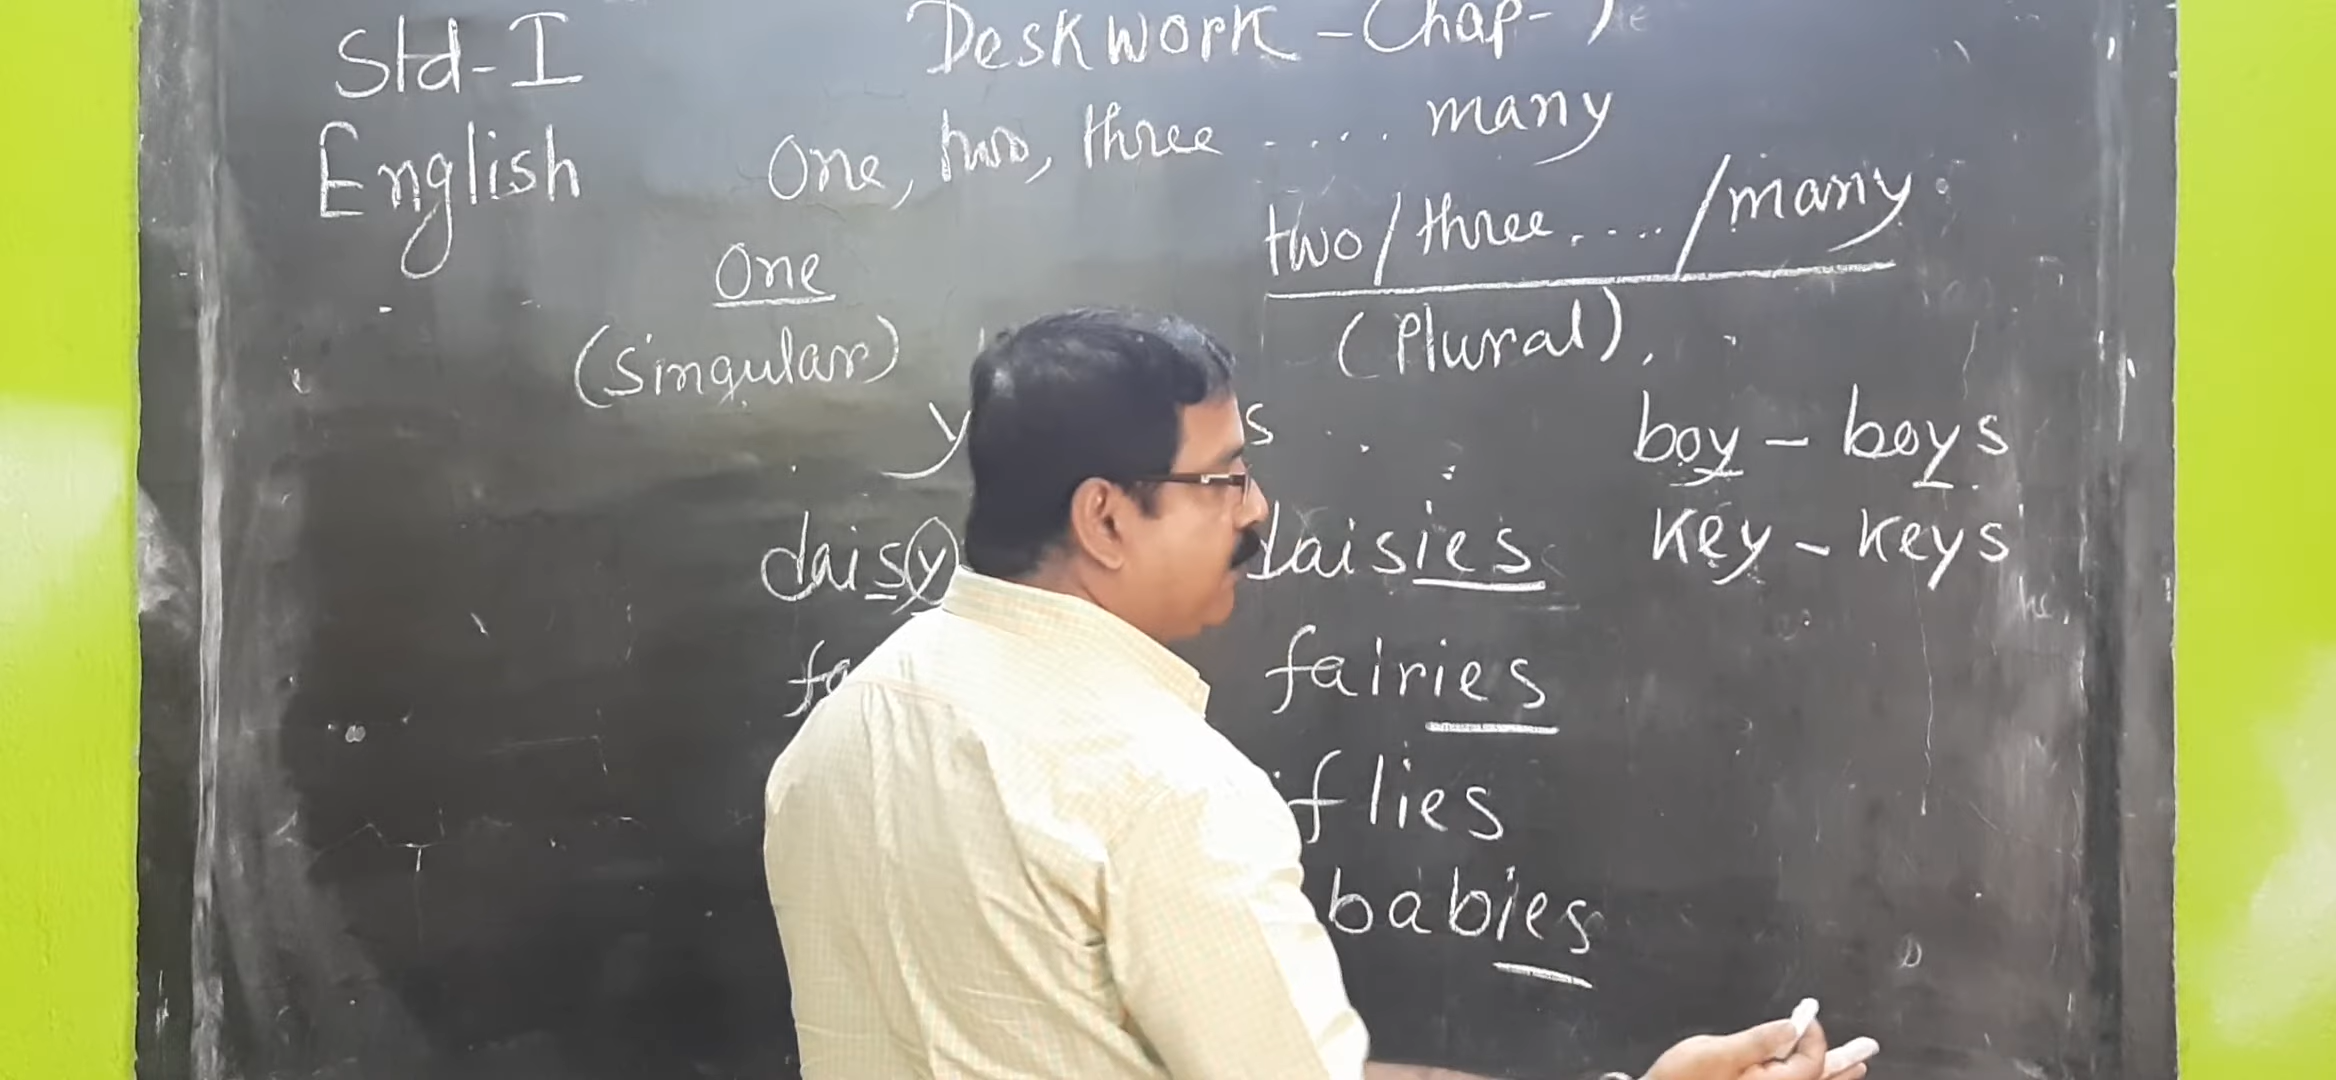 Std-I
Deskwork - Chap-
English
One, two, three .... many
One
two/three..../many
(Singular)
(Plural).
y
s
boy - boys
daisy
daisies
key - keys
fairies
flies
babies